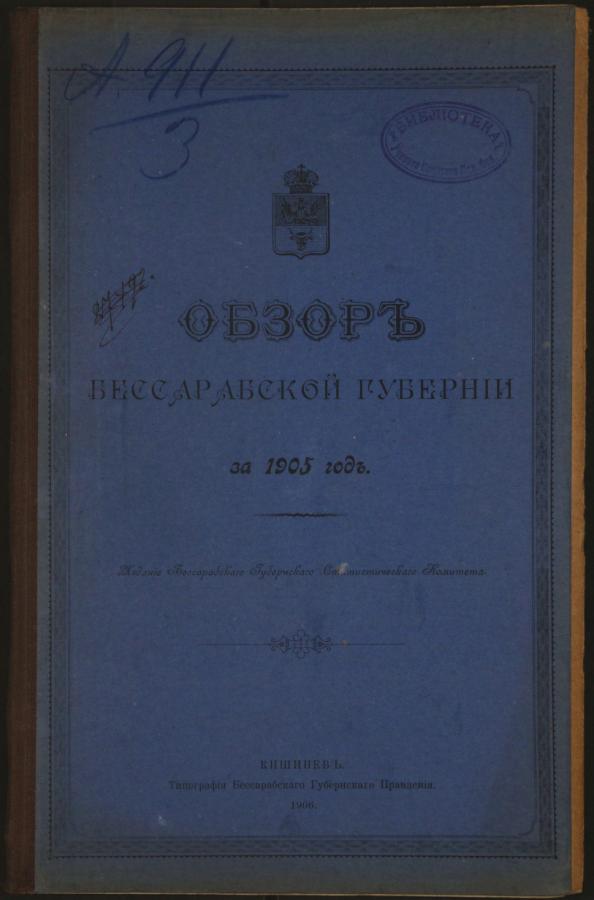 А 911
3
БИБЛІОТЕКА
ОБЗОРЪ
БЕССАРАБСКОЙ ГУБЕРНІИ
за 1905 годъ.
Изданіе Бессарабскаго Губернскаго Статистическаго Комитета.
КИШИНЕВЪ.
Типографія Бессарабскаго Губернскаго Правленія.
1906.